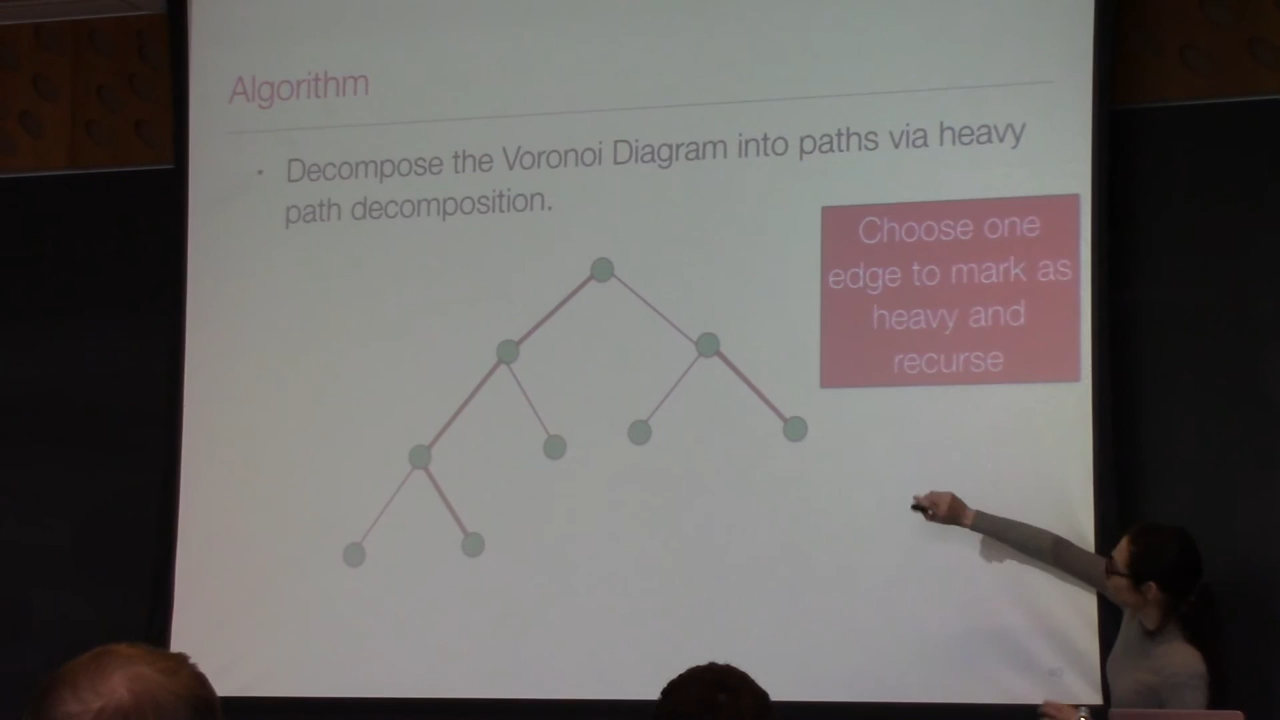 Algorithm
· Decompose the Voronoi Diagram into paths via heavy
path decomposition.
Choose one
edge to mark as
heavy and
recurse